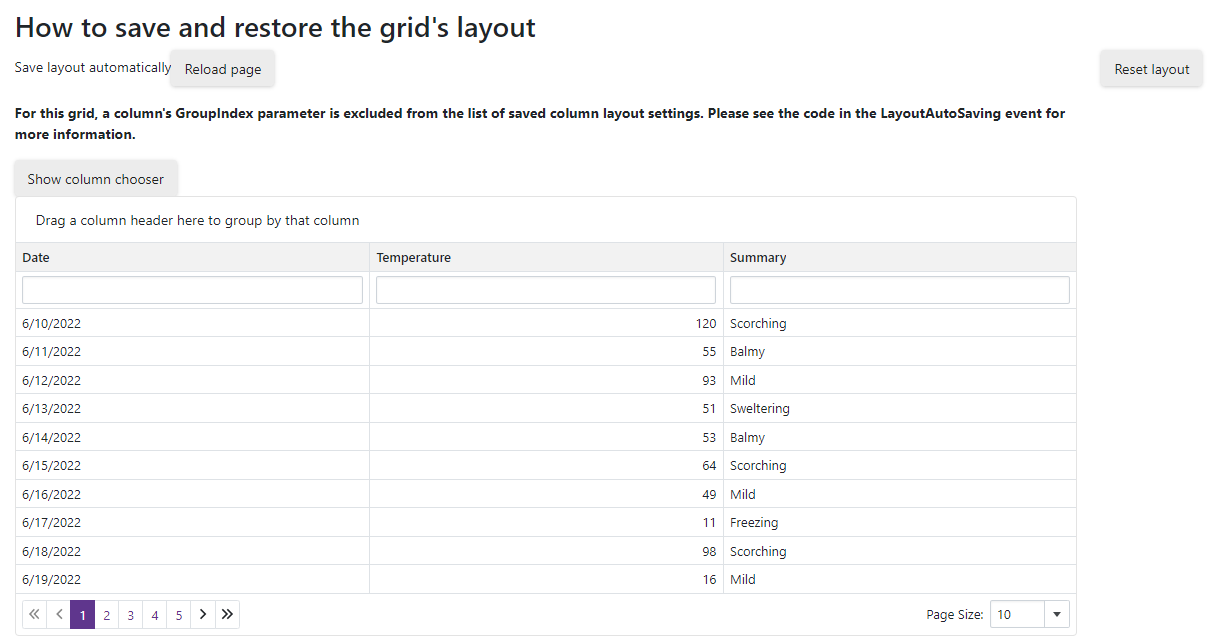 How to save and restore the grid's layout
Save layout automatically Reload page Reset layout
For this grid, a column's GroupIndex parameter is excluded from the list of saved column layout settings. Please see the code in the LayoutAutoSaving event for
more information.
Show column chooser
Drag a column header here to group by that column
Date Temperature Summary
6/10/2022 120 Scorching
6/11/2022 55 Balmy
6/12/2022 93 Mild
6/13/2022 51 Sweltering
6/14/2022 53 Balmy
6/15/2022 64 Scorching
6/16/2022 49 Mild
6/17/2022 11 Freezing
6/18/2022 98 Scorching
6/19/2022 16 Mild
1 2 3 4 5 Page Size: 10